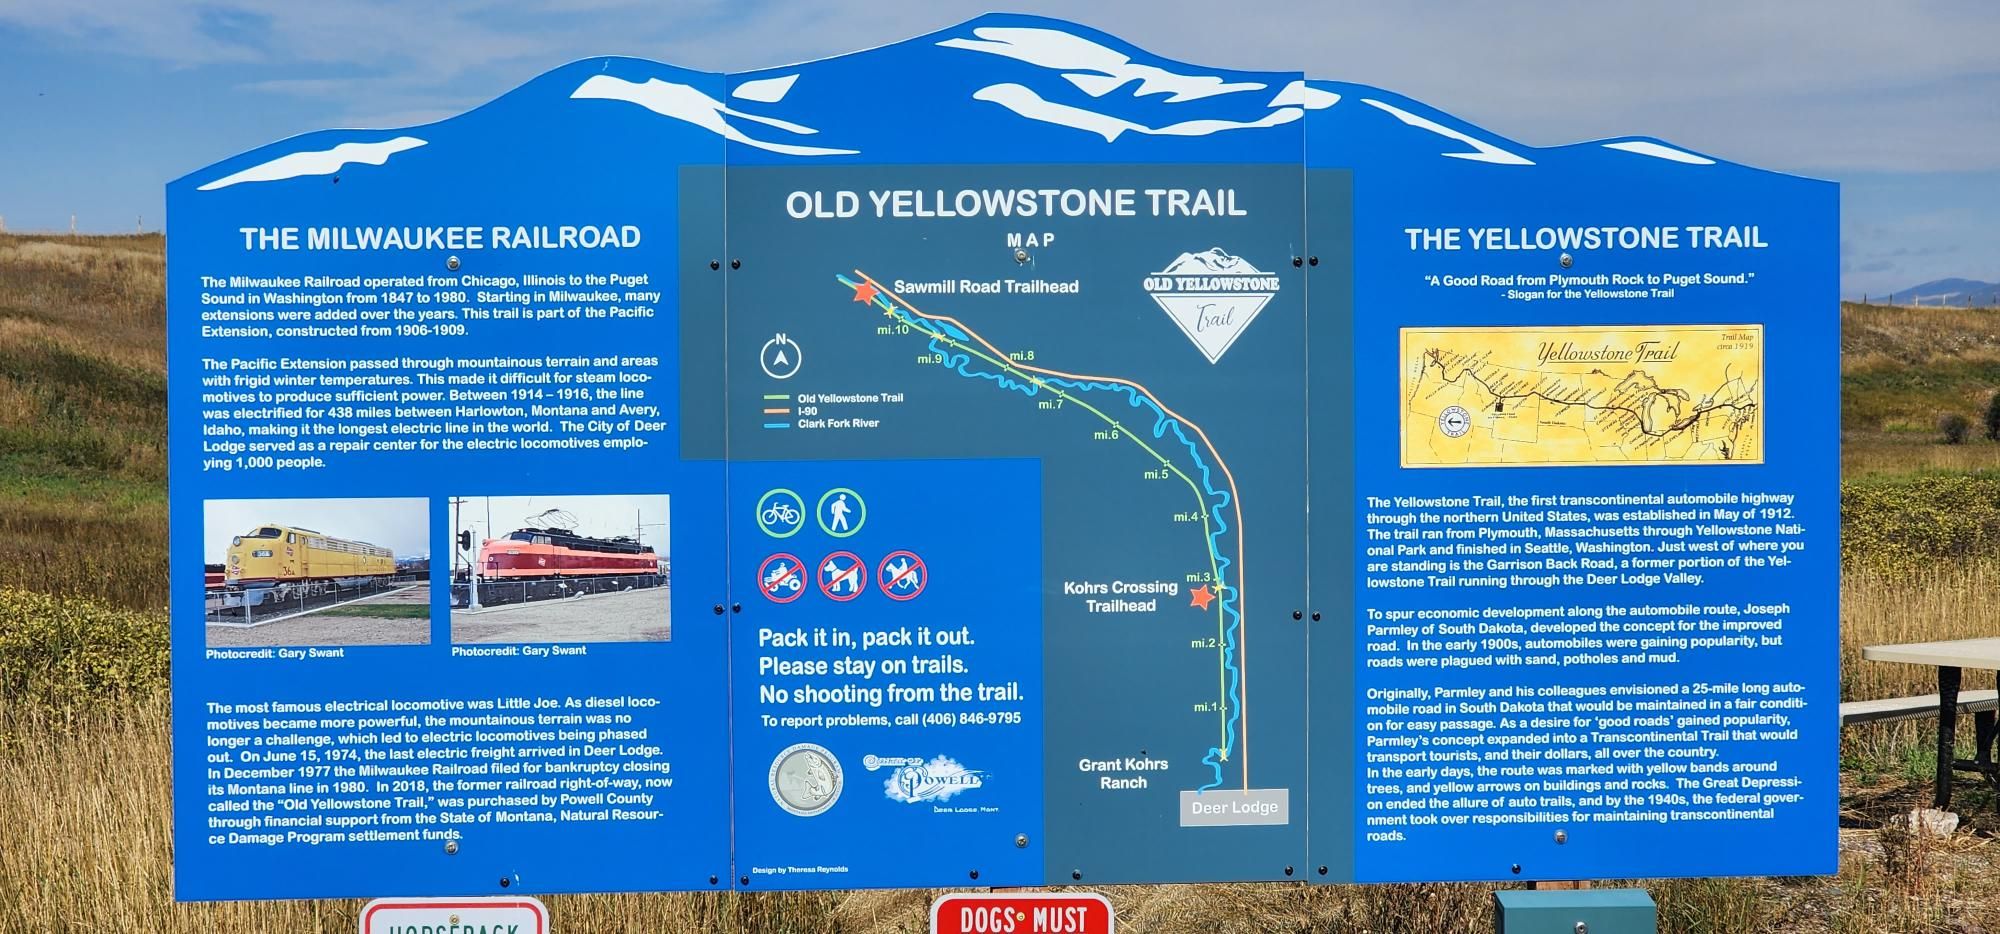 THE MILWAUKEE RAILROAD
The Milwaukee Railroad operated from Chicago, Illinois to the Puget
Sound in Washington from 1847 to 1980. Starting in Milwaukee, many
extensions were added over the years. This trail is part of the Pacific
Extension, constructed from 1906-1909.
The Pacific Extension passed through mountainous terrain and areas
with frigid winter temperatures. This made it difficult for steam loco-
motives to produce sufficient power. Between 1914 – 1916, the line
was electrified for 438 miles between Harlowton, Montana and Avery,
Idaho, making it the longest electric line in the world. The City of Deer
Lodge served as a repair center for the electric locomotives emplo-
ying 1,000 people.
36A
Photocredit: Gary Swant
Photocredit: Gary Swant
The most famous electrical locomotive was Little Joe. As diesel loco-
motives became more powerful, the mountainous terrain was no
longer a challenge, which led to electric locomotives being phased
out. On June 15, 1974, the last electric freight arrived in Deer Lodge.
In December 1977 the Milwaukee Railroad filed for bankruptcy closing
its Montana line in 1980. In 2018, the former railroad right-of-way, now
called the “Old Yellowstone Trail,” was purchased by Powell County
through financial support from the State of Montana, Natural Resour-
ce Damage Program settlement funds.
OLD YELLOWSTONE TRAIL
MAP
Sawmill Road Trailhead
OLD YELLOWSTONE
Trail
N
mi.10
mi.9
mi.8
mi.7
mi.6
mi.5
mi.4
mi.3
mi.2
mi.1
Old Yellowstone Trail
I-90
Clark Fork River
Kohrs Crossing
Trailhead
Grant Kohrs
Ranch
Deer Lodge
Pack it in, pack it out.
Please stay on trails.
No shooting from the trail.
To report problems, call (406) 846-9795
POWELL
DEER LODGE, MONT.
Design by Theresa Reynolds
THE YELLOWSTONE TRAIL
“A Good Road from Plymouth Rock to Puget Sound.”
- Slogan for the Yellowstone Trail
Yellowstone Trail
Trail Map
circa 1919
The Yellowstone Trail, the first transcontinental automobile highway
through the northern United States, was established in May of 1912.
The trail ran from Plymouth, Massachusetts through Yellowstone Nati-
onal Park and finished in Seattle, Washington. Just west of where you
are standing is the Garrison Back Road, a former portion of the Yel-
lowstone Trail running through the Deer Lodge Valley.
To spur economic development along the automobile route, Joseph
Parmley of South Dakota, developed the concept for the improved
road. In the early 1900s, automobiles were gaining popularity, but
roads were plagued with sand, potholes and mud.
Originally, Parmley and his colleagues envisioned a 25-mile long auto-
mobile road in South Dakota that would be maintained in a fair conditi-
on for easy passage. As a desire for ‘good roads’ gained popularity,
Parmley’s concept expanded into a Transcontinental Trail that would
transport tourists, and their dollars, all over the country.
In the early days, the route was marked with yellow bands around
trees, and yellow arrows on buildings and rocks. The Great Depressi-
on ended the allure of auto trails, and by the 1940s, the federal gover-
nment took over responsibilities for maintaining transcontinental
roads.
HORSEBACK
DOGS MUST